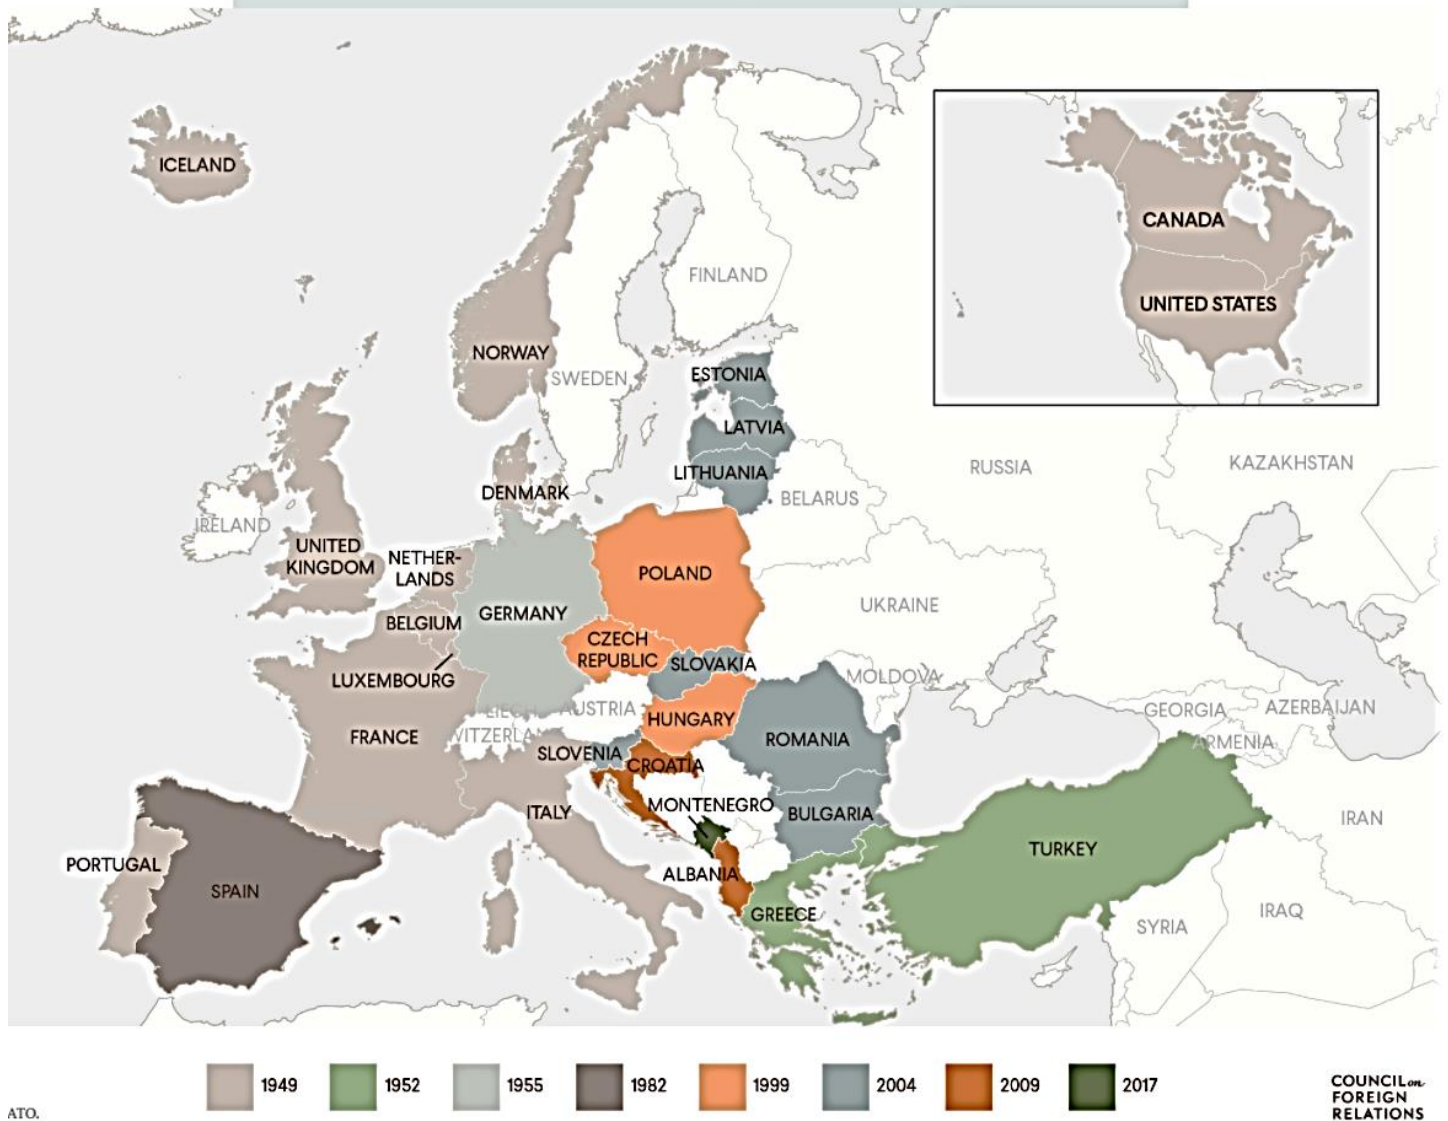 ICELAND
CANADA
UNITED STATES
FINLAND
NORWAY
SWEDEN
ESTONIA
LATVIA
LITHUANIA
RUSSIA
KAZAKHSTAN
DENMARK
BELARUS
IRELAND
UNITED
KINGDOM
NETHER-
LANDS
POLAND
UKRAINE
BELGIUM
GERMANY
CZECH
REPUBLIC
SLOVAKIA
LUXEMBOURG
MOLDOVA
LIECH
AUSTRIA
HUNGARY
GEORGIA
AZERBAIJAN
FRANCE
WITZERLAN
SLOVENIA
CROATIA
ROMANIA
ARMENIA
ITALY
MONTENEGRO
BULGARIA
IRAN
PORTUGAL
SPAIN
ALBANIA
GREECE
TURKEY
SYRIA
IRAQ
1949
1952
1955
1982
1999
2004
2009
2017
ATO.
COUNCIL on
FOREIGN
RELATIONS